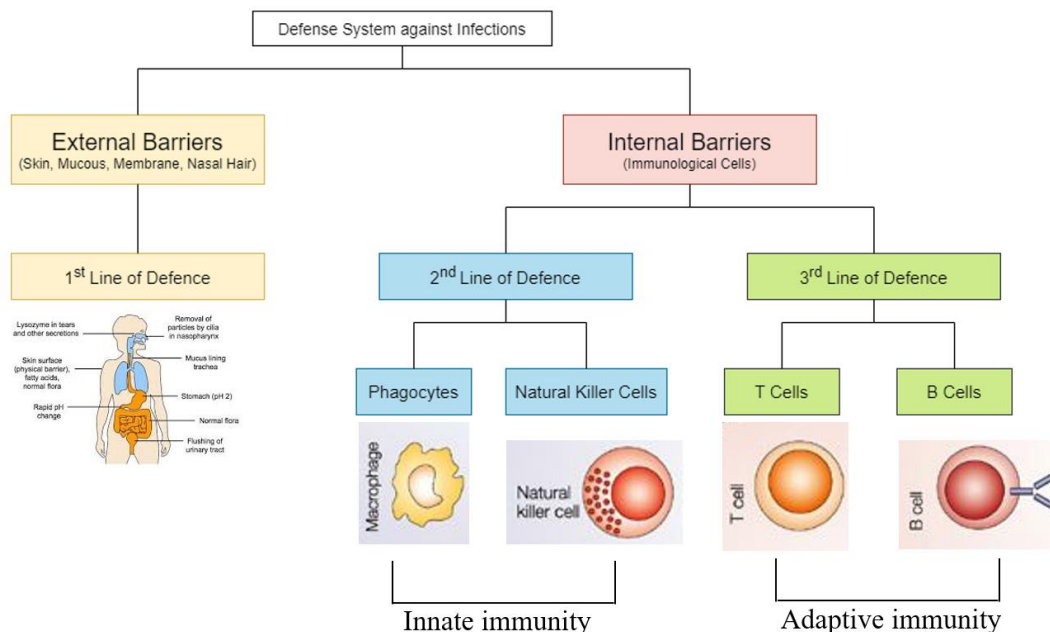 Defense System against Infections
External Barriers
(Skin, Mucous, Membrane, Nasal Hair)
Internal Barriers
(Immunological Cells)
1st Line of Defence
2nd Line of Defence
3rd Line of Defence
Lysozyme in tears
and other secretions
Removal of
particles by cilia
in nasopharynx
Skin surface
(physical barrier),
fatty acids,
normal flora
Mucus lining
trachea
Rapid pH
change
Stomach (pH 2)
Normal flora
Flushing of
urinary tract
Phagocytes
Natural Killer Cells
T Cells
B Cells
Macrophage
Natural
killer cell
T cell
B cell
Innate immunity
Adaptive immunity